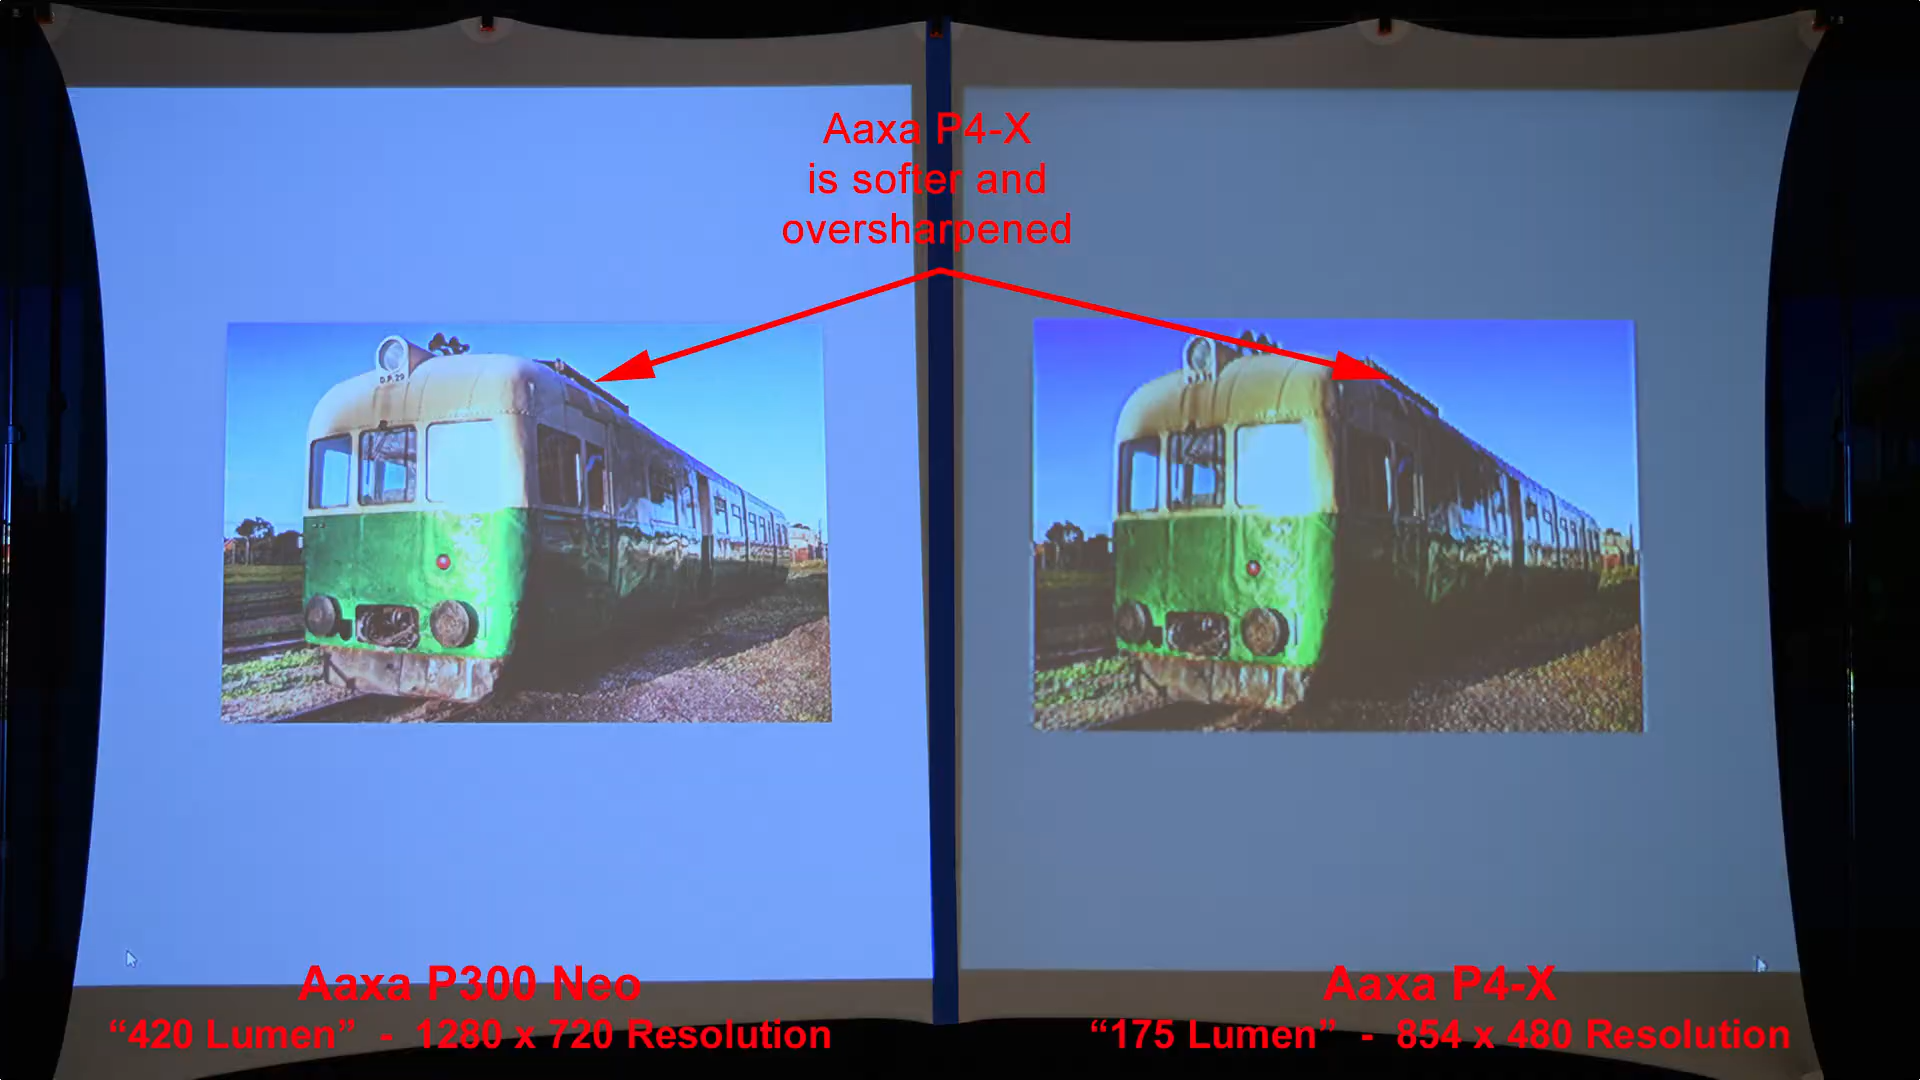 Aaxa P4-X
is softer and
oversharpened
D.P. 29
Aaxa P300 Neo
“420 Lumen” - 1280 x 720 Resolution
Aaxa P4-X
“175 Lumen” - 854 x 480 Resolution